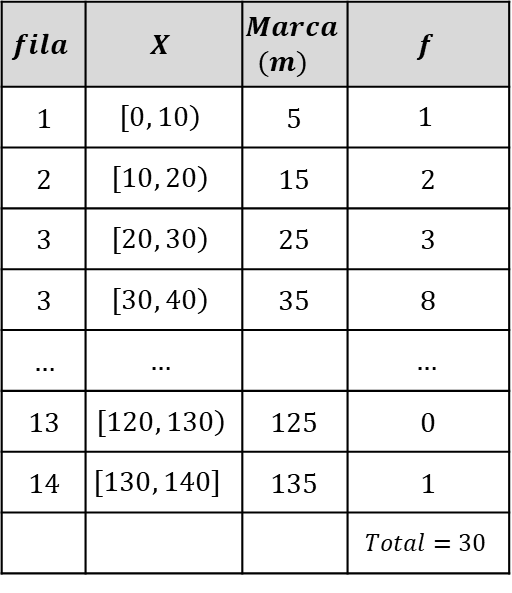 fila X Marca (m) f
1 [0, 10) 5 1
2 [10, 20) 15 2
3 [20, 30) 25 3
3 [30, 40) 35 8
... ... ...
13 [120, 130) 125 0
14 [130, 140] 135 1
Total = 30